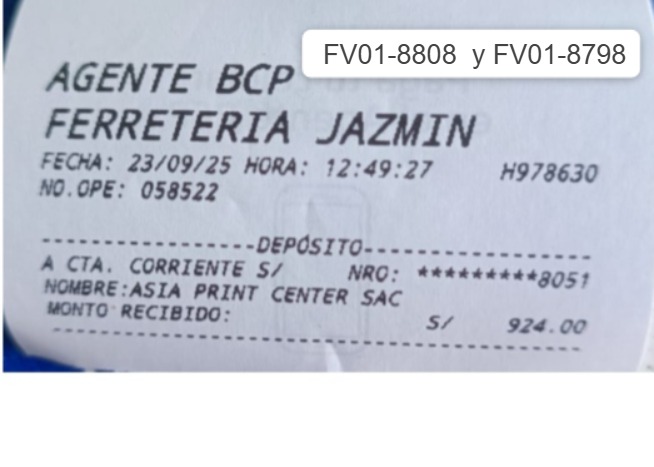 FV01-8808 y FV01-8798
AGENTE BCP
FERRETERIA JAZMIN
FECHA: 23/09/25 HORA: 12:49:27 H978630
NO.OPE: 058522
-----------------DEPÓSITO------------------
A CTA. CORRIENTE S/ NRO: *********8051
NOMBRE:ASIA PRINT CENTER SAC
MONTO RECIBIDO: S/ 924.00